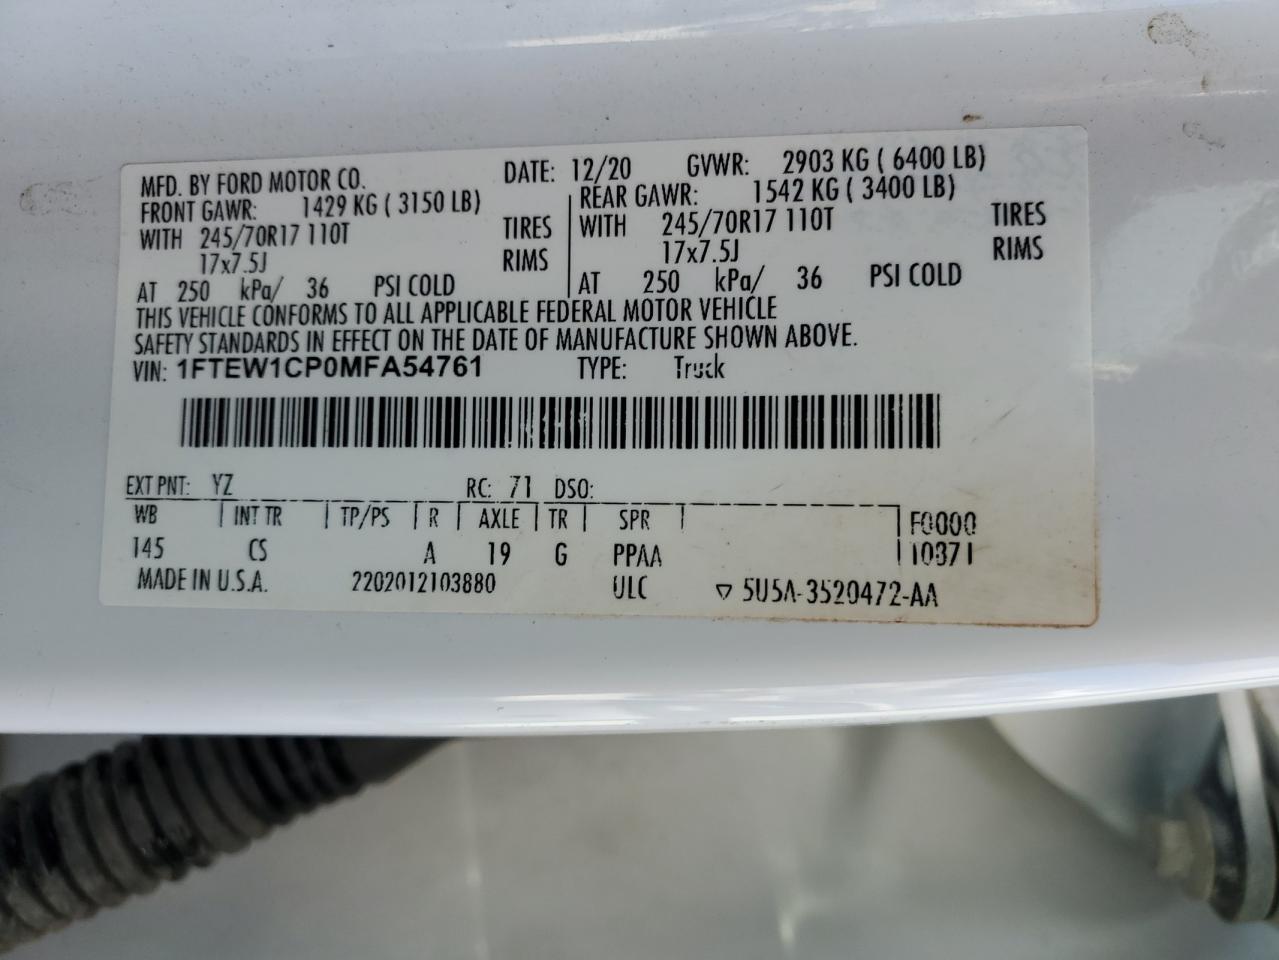 MFD. BY FORD MOTOR CO. DATE: 12/20 GVWR: 2903 KG ( 6400 LB)
FRONT GAWR: 1429 KG ( 3150 LB) REAR GAWR: 1542 KG ( 3400 LB)
WITH 245/70R17 110T TIRES WITH 245/70R17 110T TIRES
17x7.5J RIMS 17x7.5J RIMS
AT 250 kPa/ 36 PSI COLD AT 250 kPa/ 36 PSI COLD
THIS VEHICLE CONFORMS TO ALL APPLICABLE FEDERAL MOTOR VEHICLE
SAFETY STANDARDS IN EFFECT ON THE DATE OF MANUFACTURE SHOWN ABOVE.
VIN: 1FTEW1CP0MFA54761 TYPE: Truck
EXT PNT: YZ RC: 71 DSO:
WB INT TR TP/PS R AXLE TR SPR F0000
145 CS A 19 G PPAA 10371
MADE IN U.S.A. 2202012103880 ULC ▽ 5U5A-3520472-AA